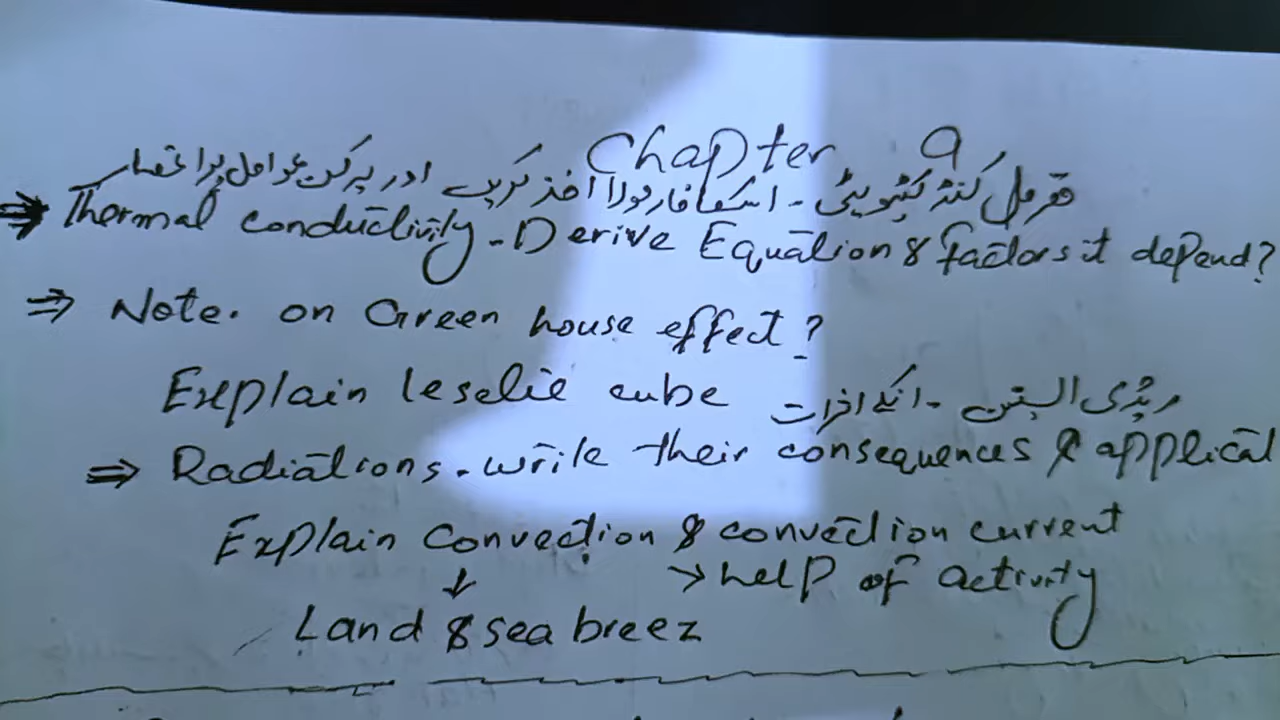 Chapter 9
تھرمل کنڈکٹیویٹی - اسکا فارمولا اخذ کریں اور یہ کن عوامل پر انحصار
⇒ Thermal conductivity - Derive Equation & factors it depend?
⇒ Note. on Green house effect?
Explain leselie cube ریڈی ایشن - انکے اثرات
⇒ Radiations. write their consequences & applicat
Explain Convection & convection current
↓ → help of activity
Land & sea breez